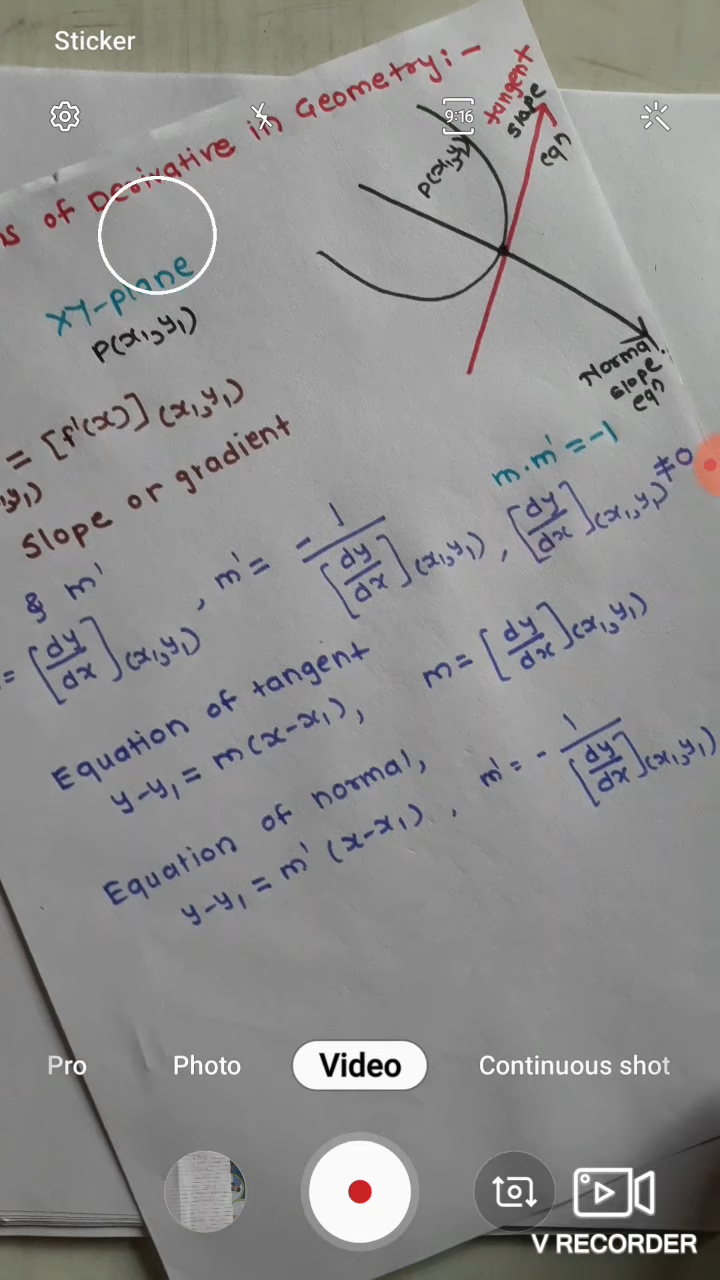 Sticker
9:16
s of Derivative in Geometry:-
tangent
slope
eqn
P(x₁,y₁)
XY-plane
P(x₁,y₁)
Normal
slope
eqn
= [f'(x)](x₁,y₁)
,y₁)
Slope or gradient
m.m' = -1
& m'
= [dy/dx](x₁,y₁) , m' = - 1/[dy/dx](x₁,y₁) , [dy/dx](x₁,y₁) ≠0
Equation of tangent
y-y₁ = m(x-x₁), m = [dy/dx](x₁,y₁)
Equation of normal,
y-y₁ = m' (x-x₁) , m' = - 1/[dy/dx](x₁,y₁)
Pro Photo Video Continuous shot
V RECORDER